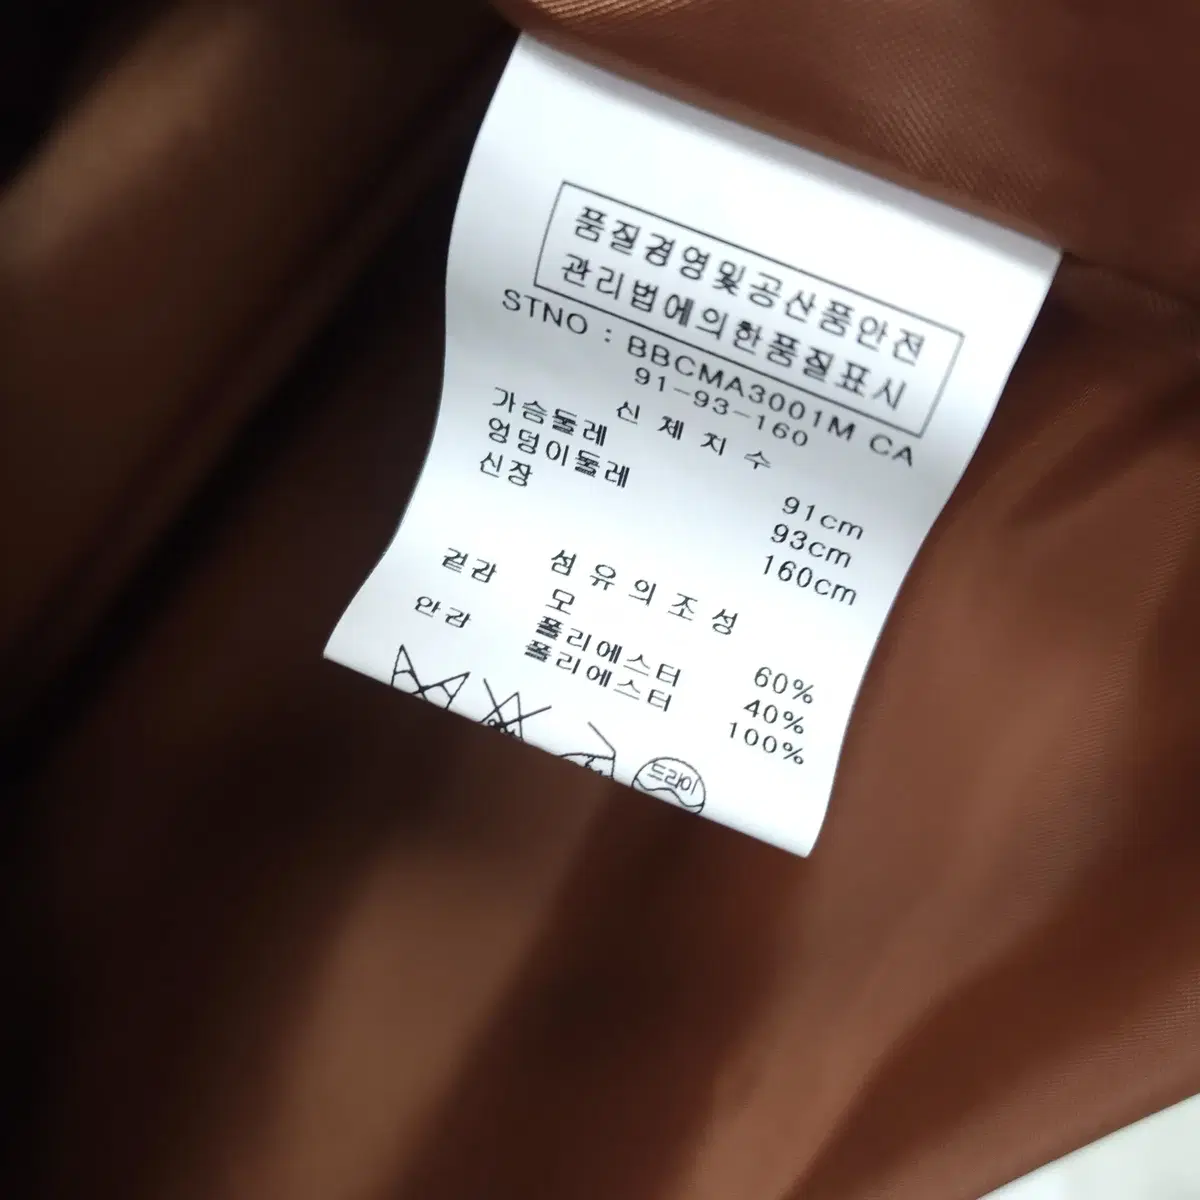 품질경영및공산품안전
관리법에의한품질표시
STNO : BBCMA3001M CA
91-93-160
신 체 치 수
가슴둘레 91cm
엉덩이둘레 93cm
신장 160cm
섬 유 의 조 성
겉감 모 60%
폴리에스터 40%
안감 폴리에스터 100%
드라이